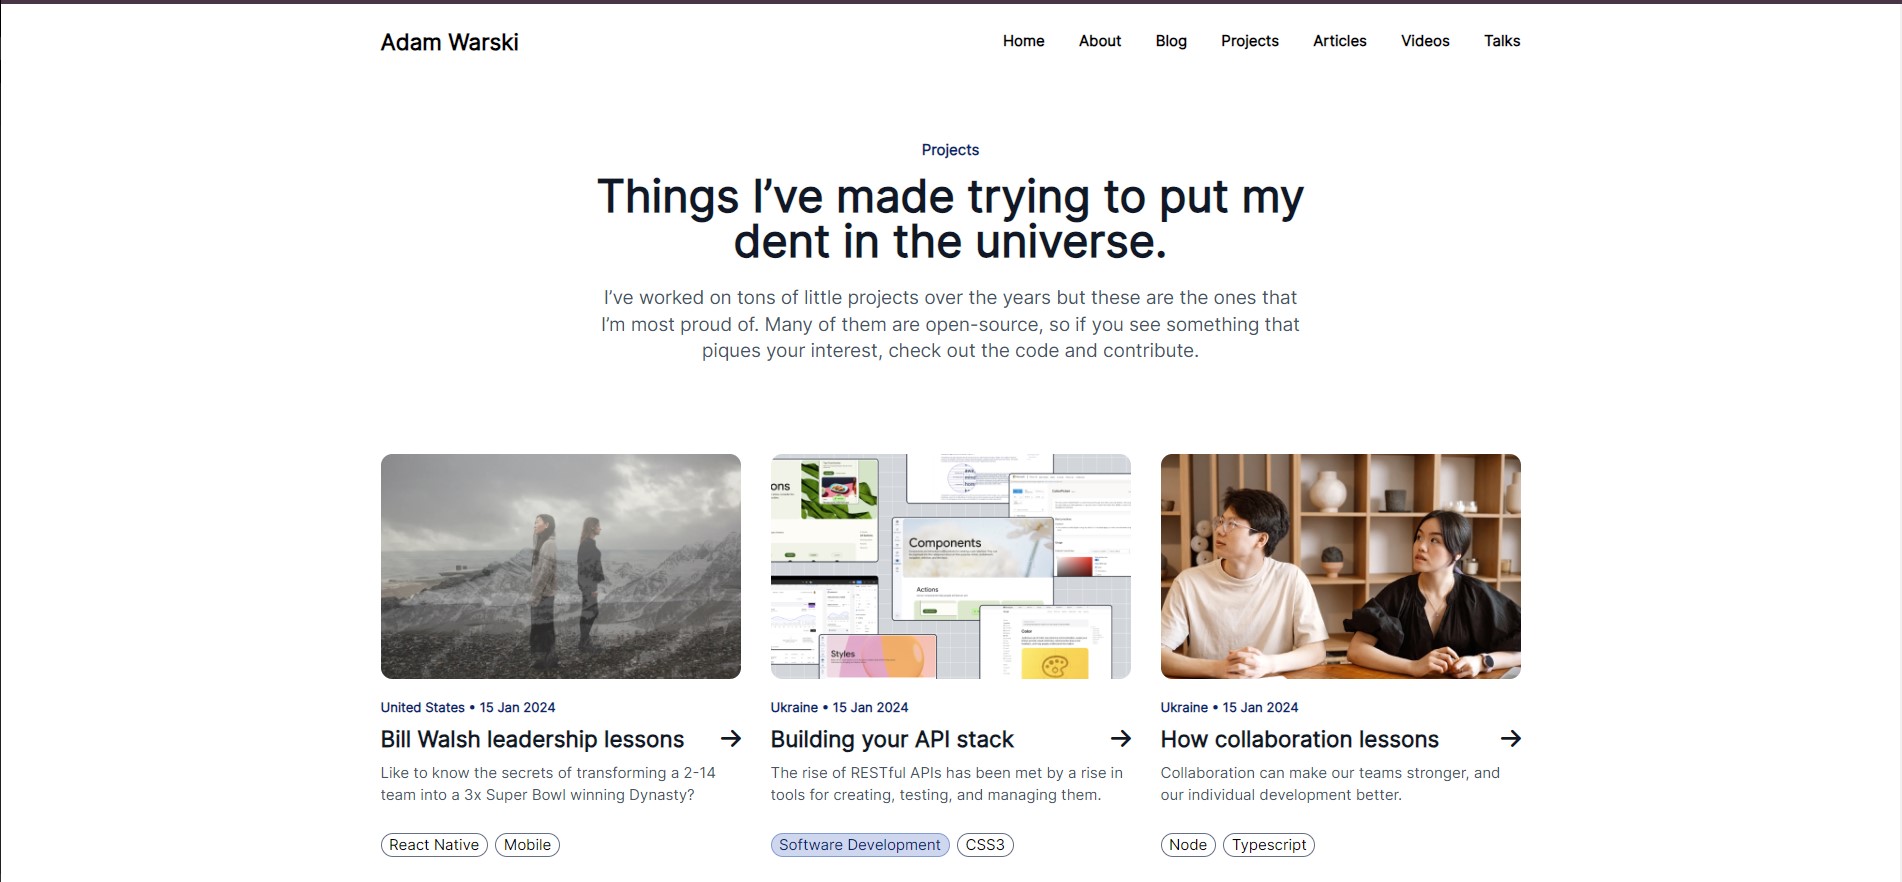 Adam Warski
Home About Blog Projects Articles Videos Talks
Projects
Things I’ve made trying to put my
dent in the universe.
I’ve worked on tons of little projects over the years but these are the ones that
I’m most proud of. Many of them are open-source, so if you see something that
piques your interest, check out the code and contribute.
ons
Components
Actions
Styles
Color
United States • 15 Jan 2024
Bill Walsh leadership lessons
Like to know the secrets of transforming a 2-14
team into a 3x Super Bowl winning Dynasty?
React Native Mobile
Ukraine • 15 Jan 2024
Building your API stack
The rise of RESTful APIs has been met by a rise in
tools for creating, testing, and managing them.
Software Development CSS3
Ukraine • 15 Jan 2024
How collaboration lessons
Collaboration can make our teams stronger, and
our individual development better.
Node Typescript